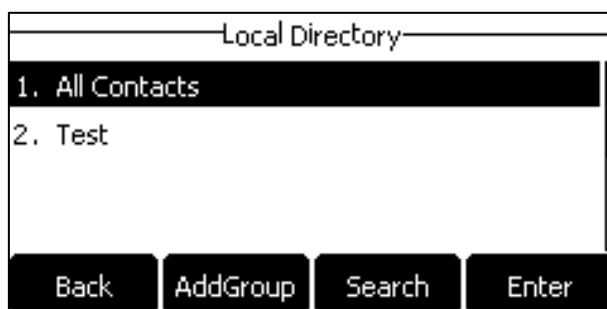 Local Directory
1. All Contacts
2. Test
Back AddGroup Search Enter